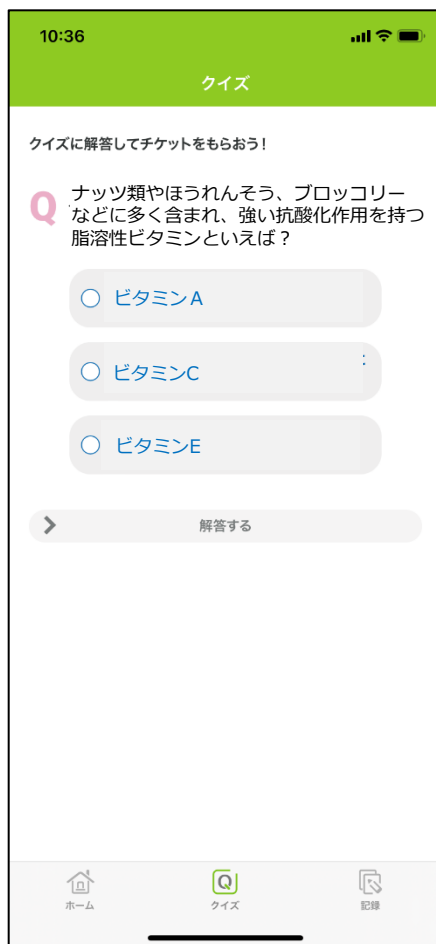 10:36
クイズ
クイズに解答してチケットをもらおう!
Q
ナッツ類やほうれんそう、ブロッコリー
などに多く含まれ、強い抗酸化作用を持つ
脂溶性ビタミンといえば？
ビタミンA
ビタミンC
ビタミンE
解答する
Q
ホーム
クイズ
記録